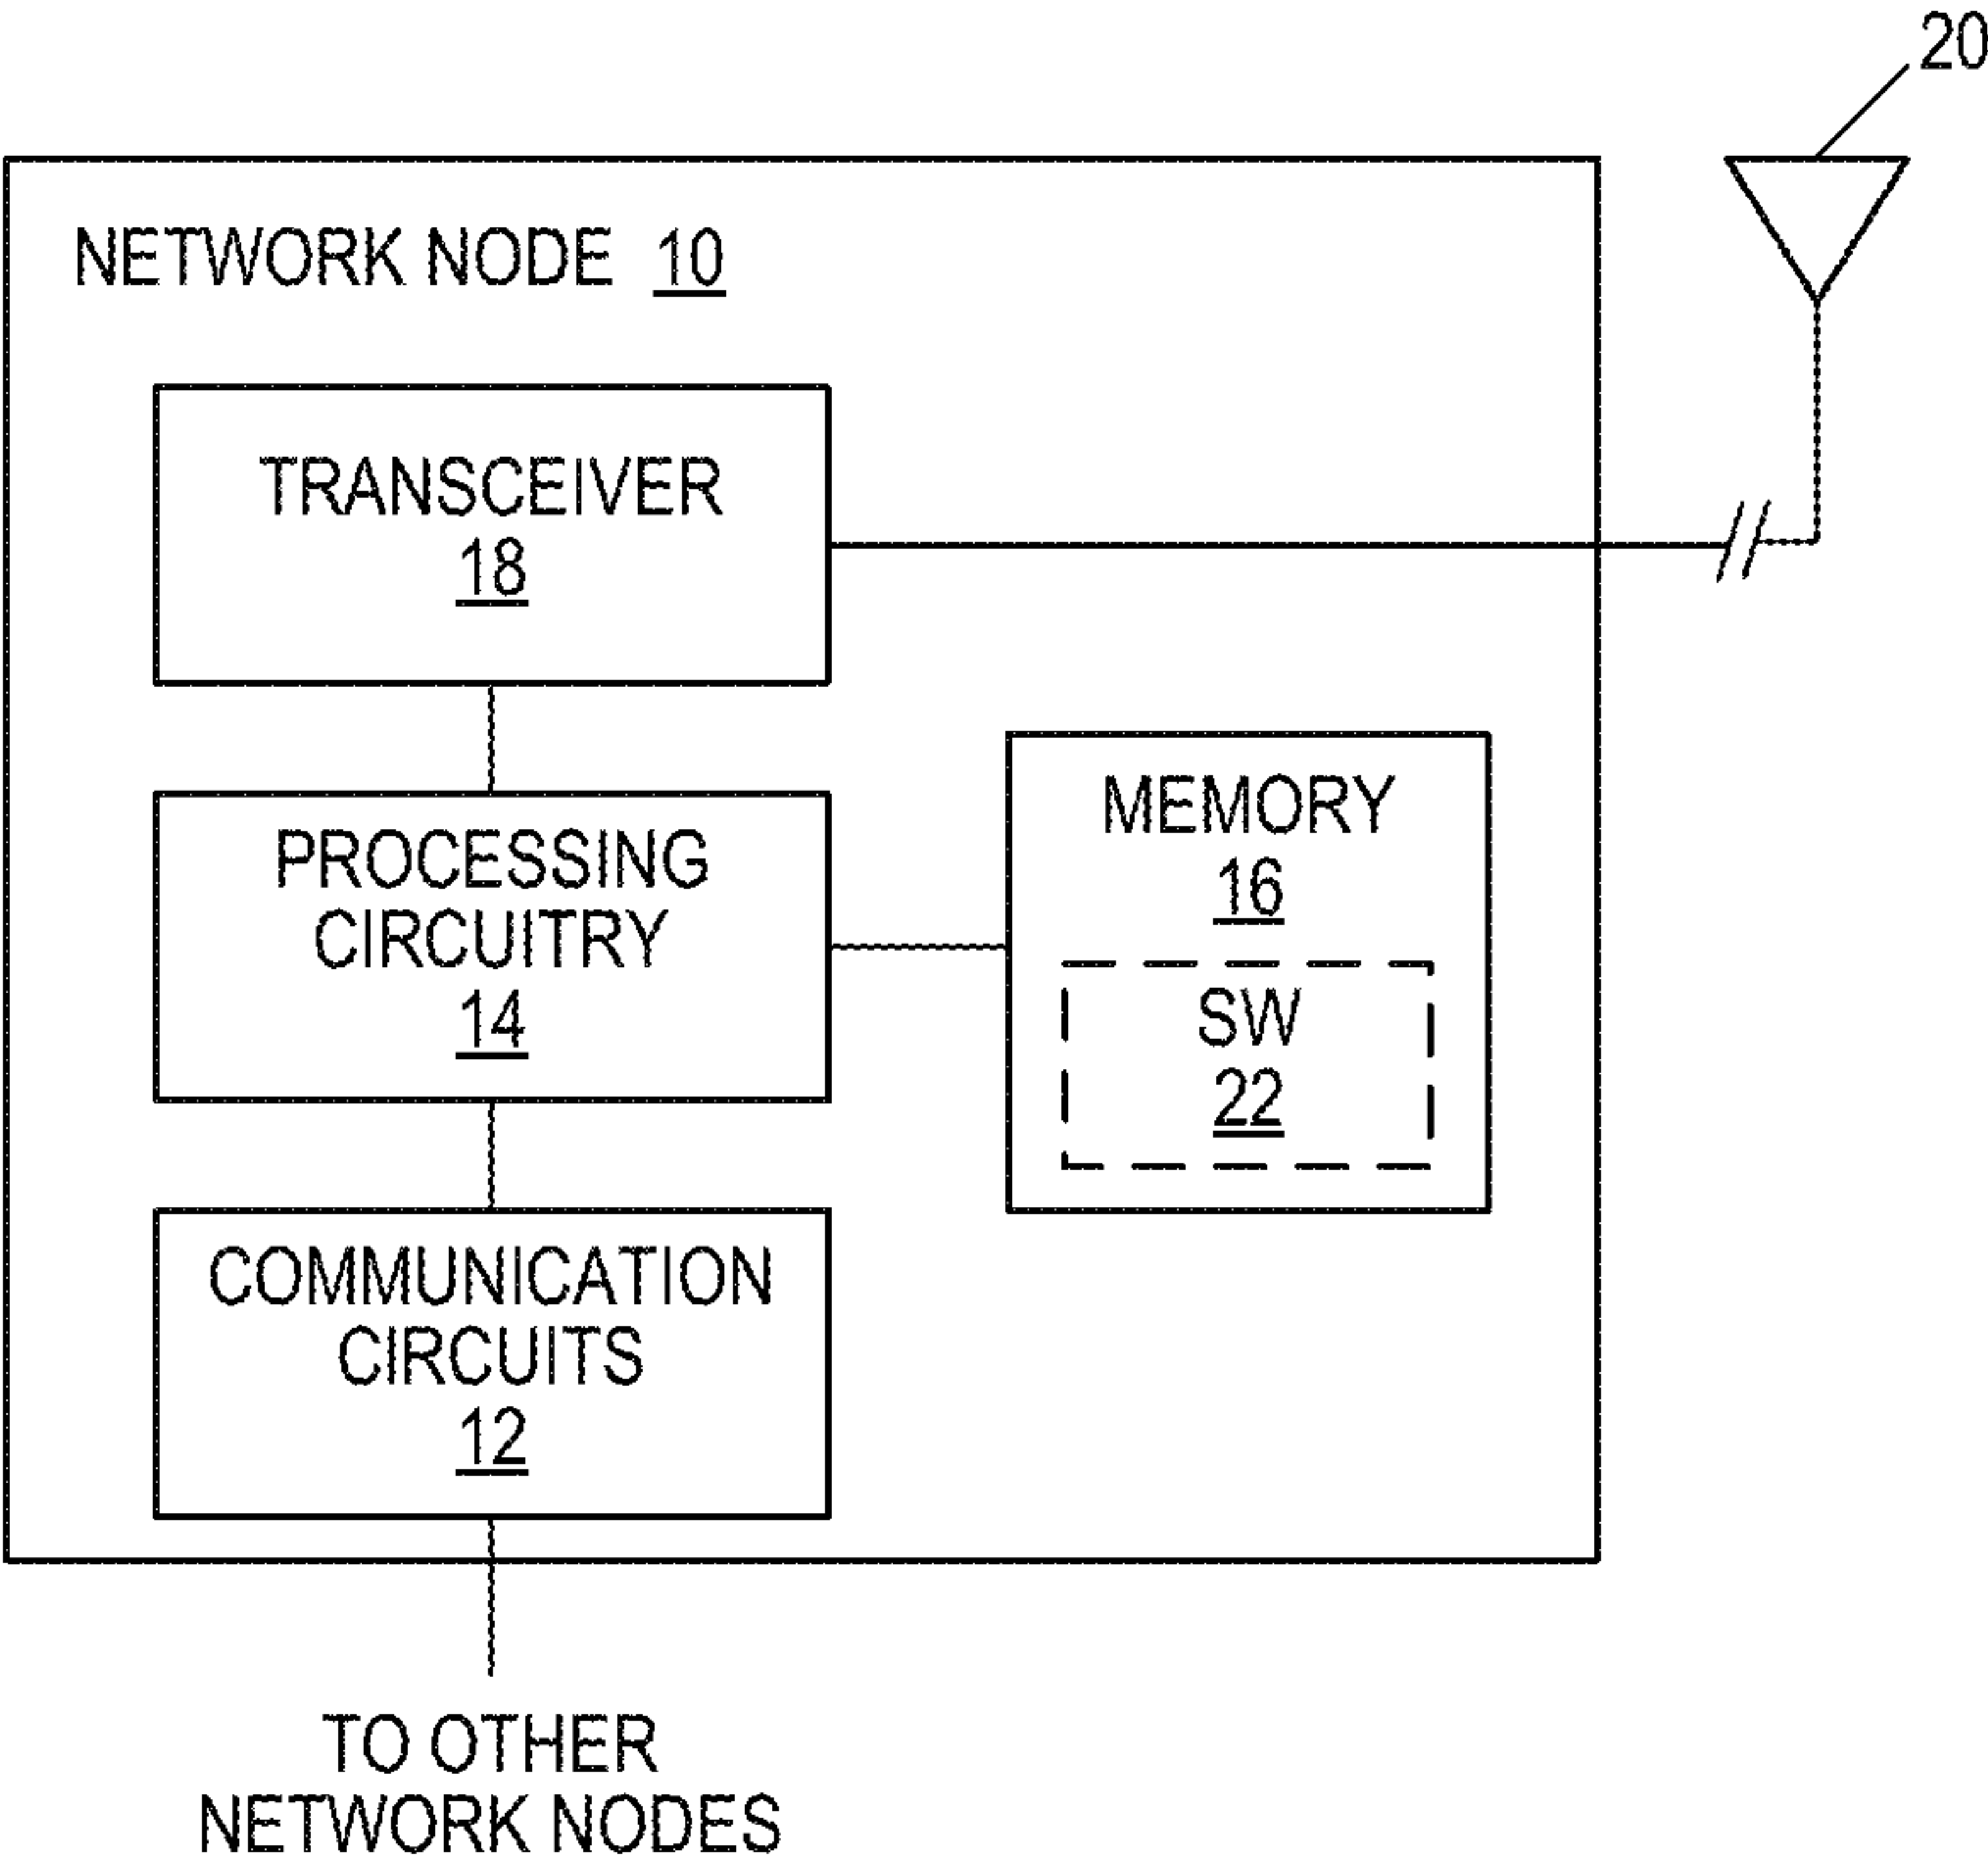 20
NETWORK NODE 10
TRANSCEIVER
18
PROCESSING
CIRCUITRY
14
MEMORY
16
SW
22
COMMUNICATION
CIRCUITS
12
TO OTHER
NETWORK NODES